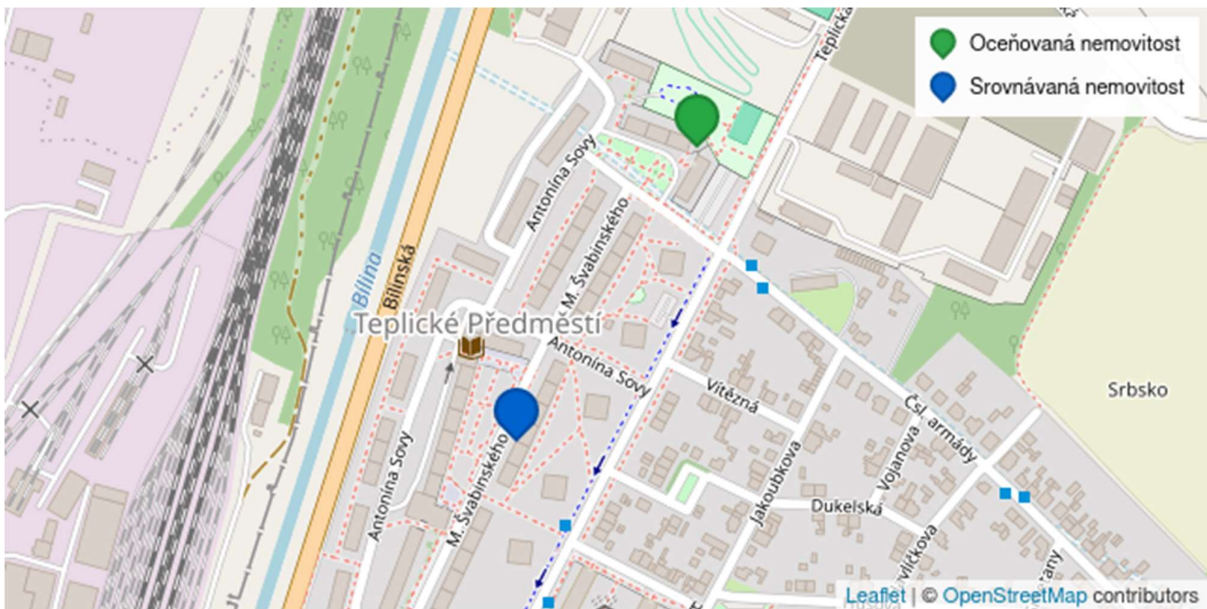 Teplická
Oceňovaná nemovitost
Srovnávaná nemovitost
Antonína Sovy
M. Švabinského
Bílina
Bílinská
Teplické Předměstí
Antonína Sovy
Vítězná
Srbsko
Čsl. armády
Vojanova
Antonína Sovy
M. Švabinského
Jakoubkova
Dukelská
Leaflet | © OpenStreetMap contributors